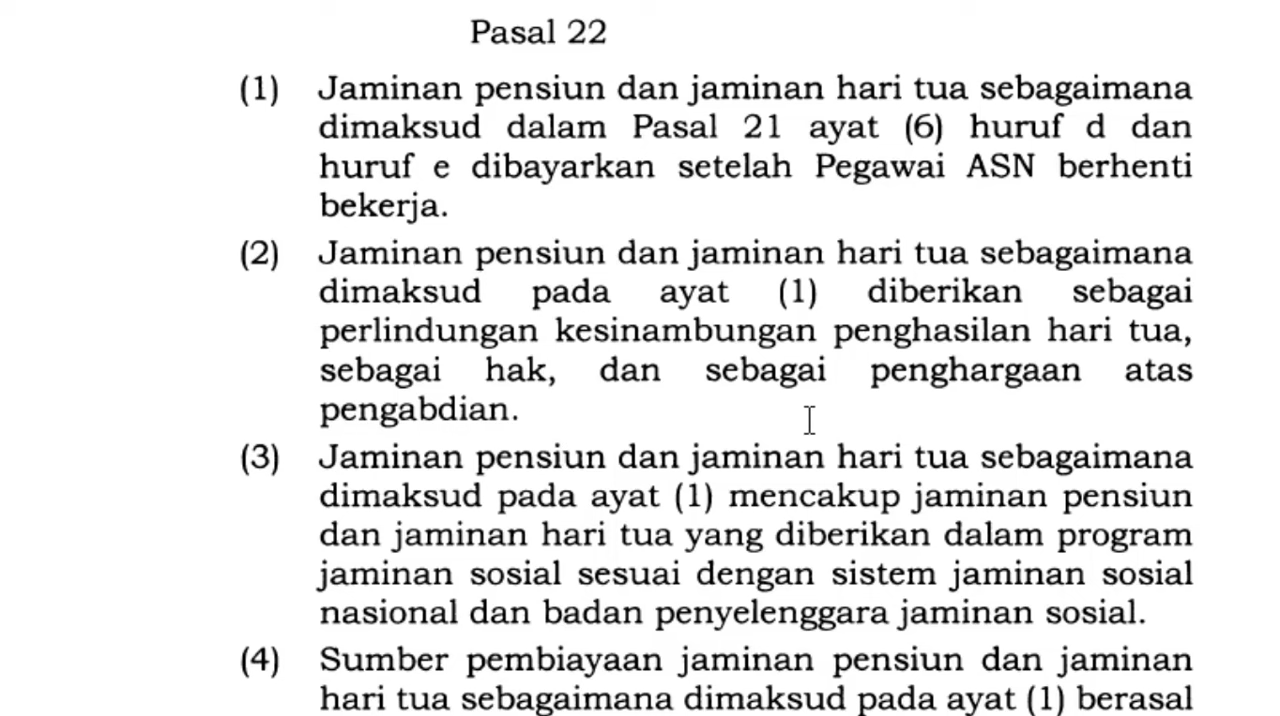 Pasal 22
(1) Jaminan pensiun dan jaminan hari tua sebagaimana
dimaksud dalam Pasal 21 ayat (6) huruf d dan
huruf e dibayarkan setelah Pegawai ASN berhenti
bekerja.
(2) Jaminan pensiun dan jaminan hari tua sebagaimana
dimaksud pada ayat (1) diberikan sebagai
perlindungan kesinambungan penghasilan hari tua,
sebagai hak, dan sebagai penghargaan atas
pengabdian.
(3) Jaminan pensiun dan jaminan hari tua sebagaimana
dimaksud pada ayat (1) mencakup jaminan pensiun
dan jaminan hari tua yang diberikan dalam program
jaminan sosial sesuai dengan sistem jaminan sosial
nasional dan badan penyelenggara jaminan sosial.
(4) Sumber pembiayaan jaminan pensiun dan jaminan
hari tua sebagaimana dimaksud pada ayat (1) berasal